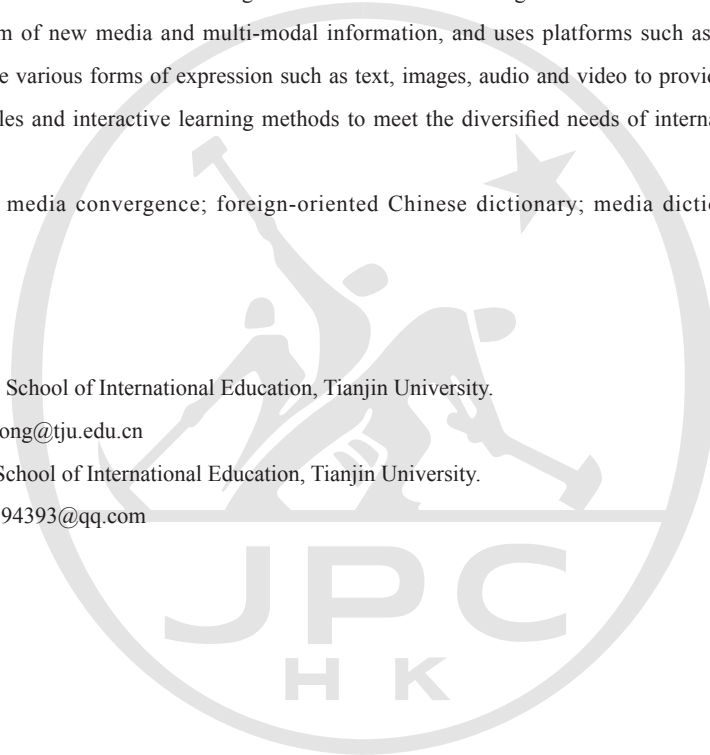 m of new media and multi-modal information, and uses platforms such as
e various forms of expression such as text, images, audio and video to provi
les and interactive learning methods to meet the diversified needs of interna
media convergence; foreign-oriented Chinese dictionary; media dicti
School of International Education, Tianjin University.
ong@tju.edu.cn
School of International Education, Tianjin University.
94393@qq.com
JPC
HK